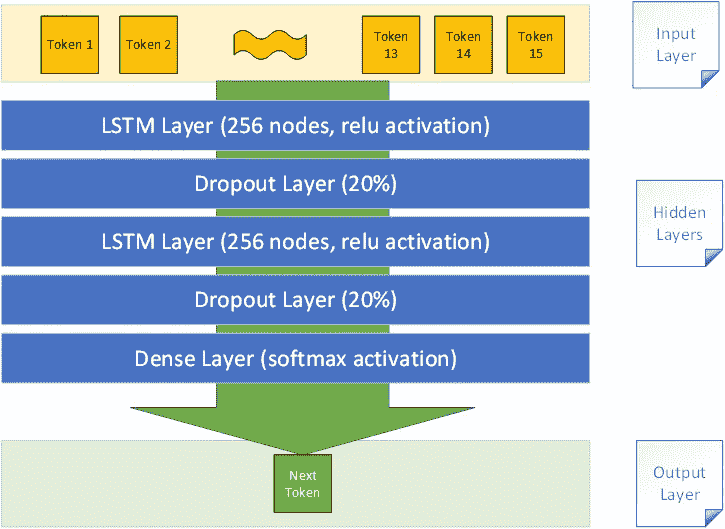 Token 1
Token 2
Token
13
Token
14
Token
15
Input
Layer
LSTM Layer (256 nodes, relu activation)
Dropout Layer (20%)
LSTM Layer (256 nodes, relu activation)
Dropout Layer (20%)
Dense Layer (softmax activation)
Hidden
Layers
Next
Token
Output
Layer